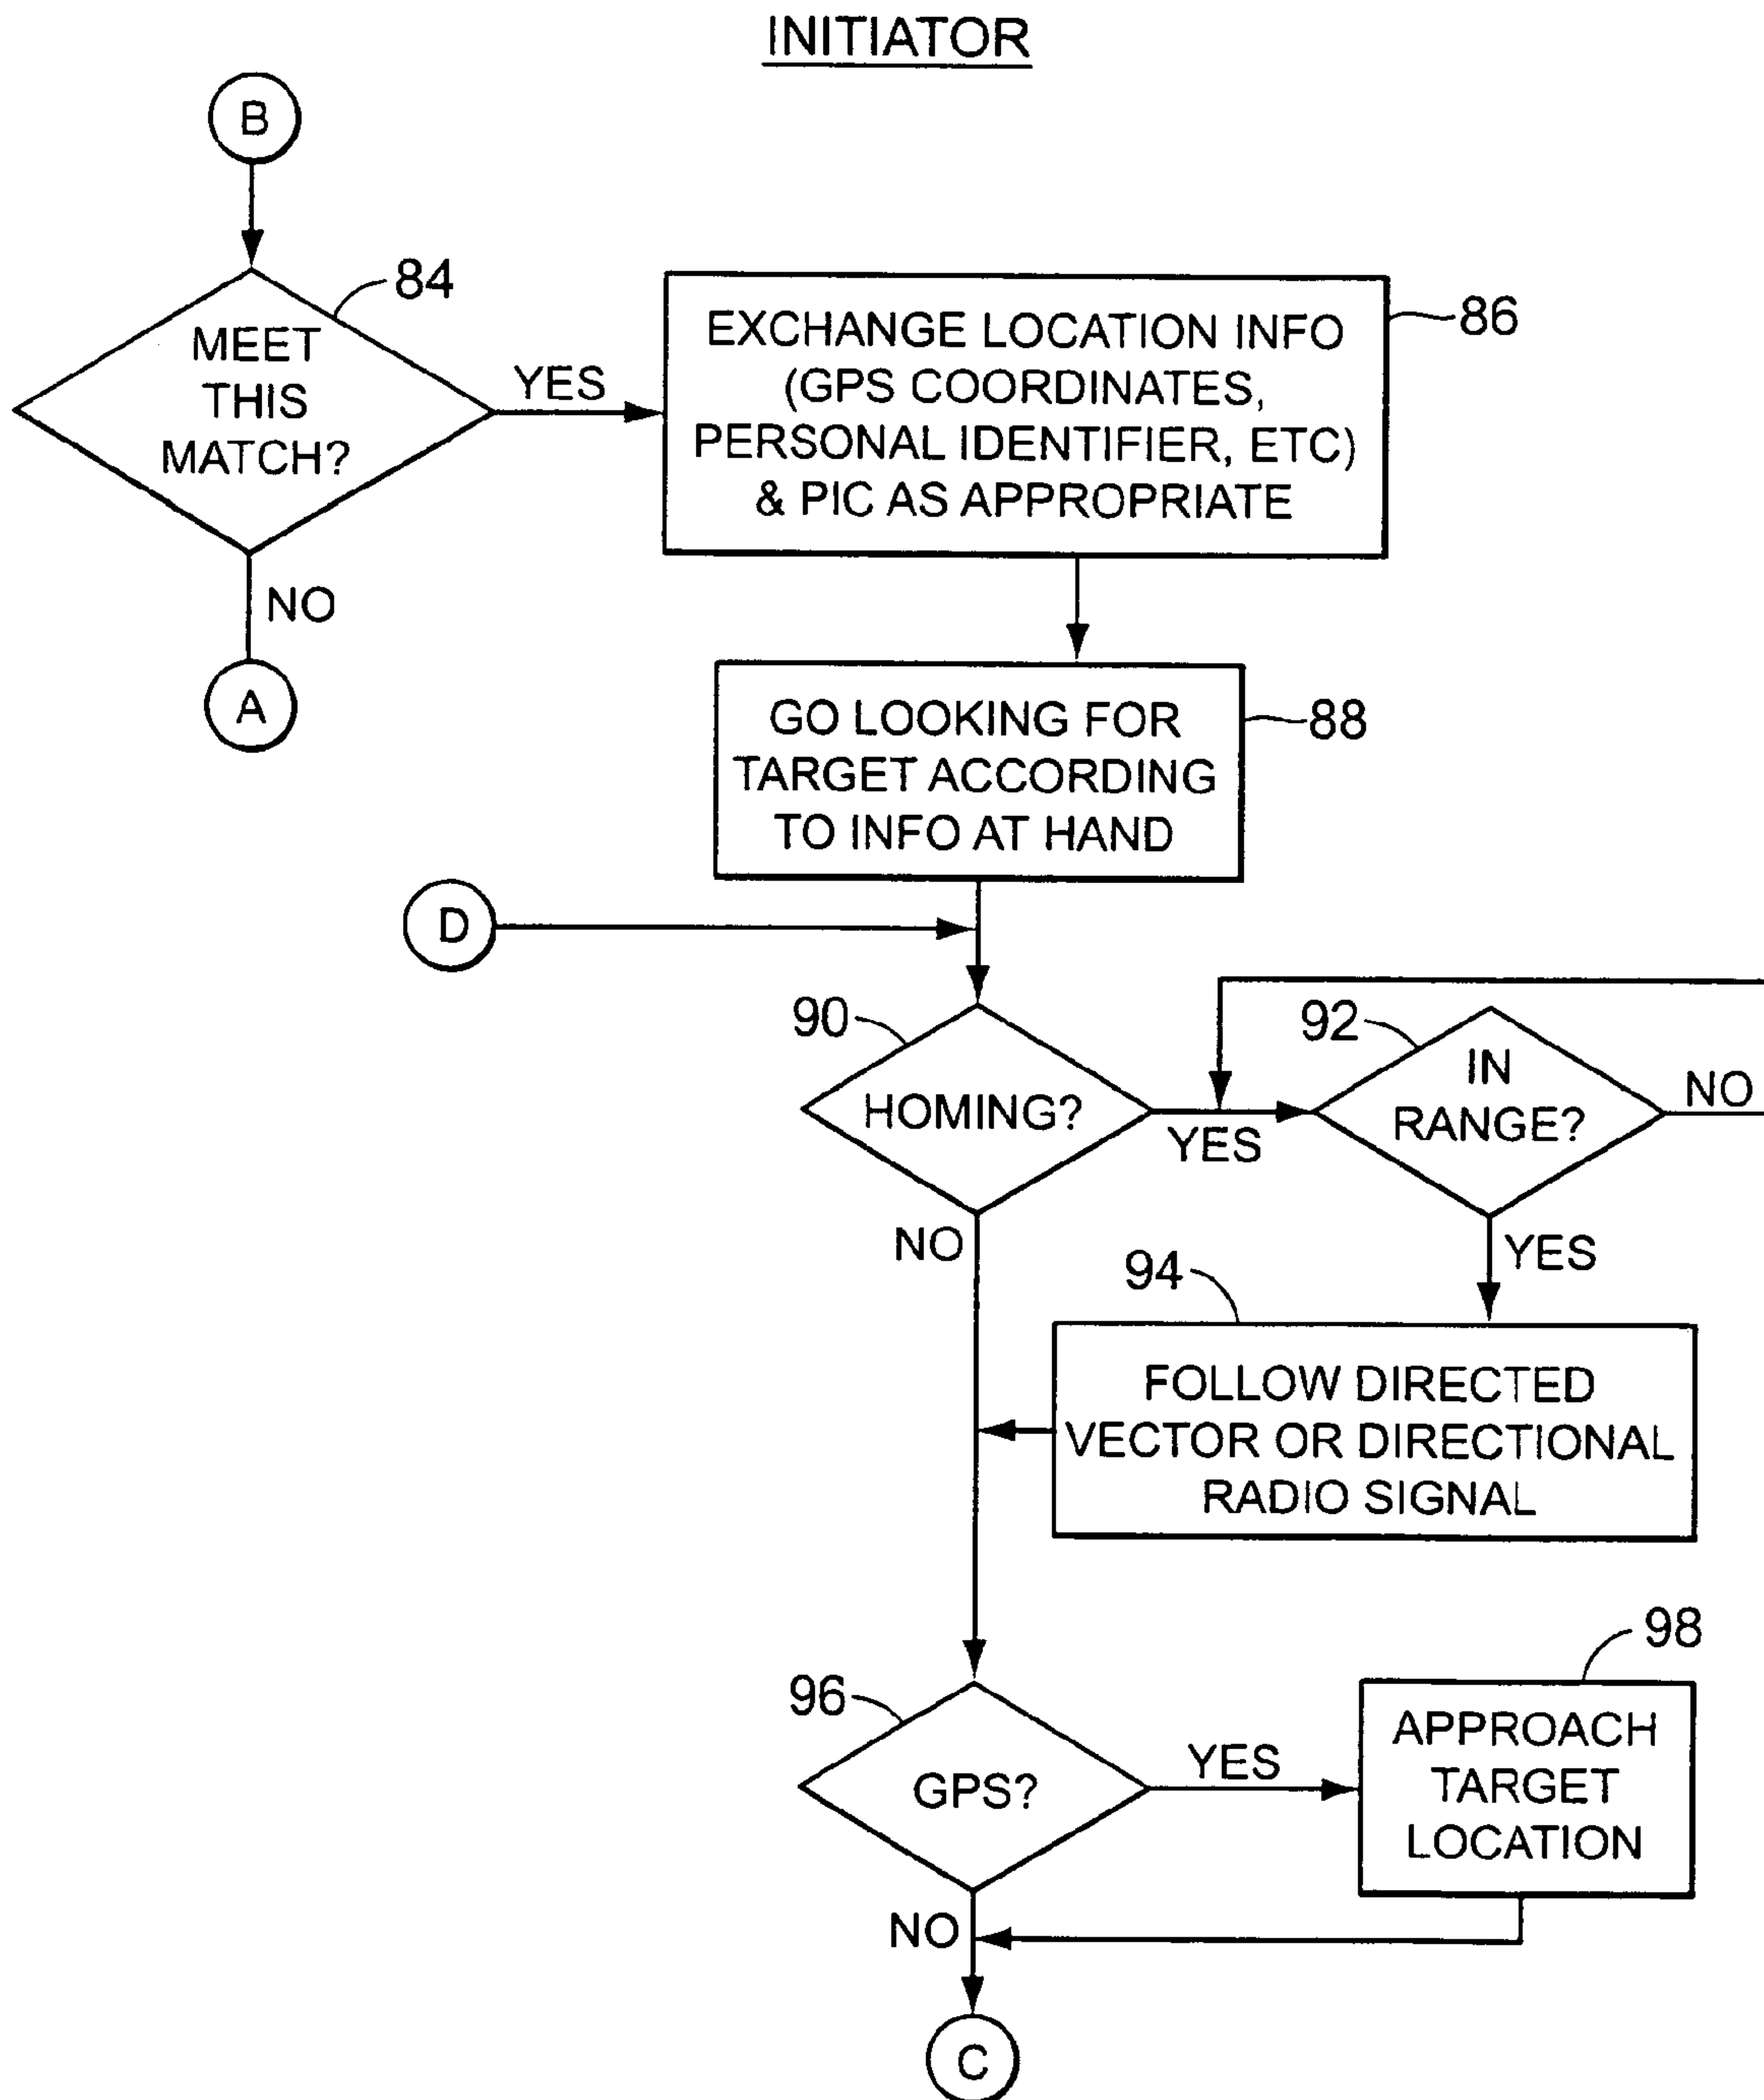 INITIATOR
B
84
MEET
THIS
MATCH?
YES
NO
A
86
EXCHANGE LOCATION INFO
(GPS COORDINATES,
PERSONAL IDENTIFIER, ETC)
& PIC AS APPROPRIATE
88
GO LOOKING FOR
TARGET ACCORDING
TO INFO AT HAND
D
90
HOMING?
YES
NO
92
IN
RANGE?
NO
YES
94
FOLLOW DIRECTED
VECTOR OR DIRECTIONAL
RADIO SIGNAL
96
GPS?
YES
NO
98
APPROACH
TARGET
LOCATION
C